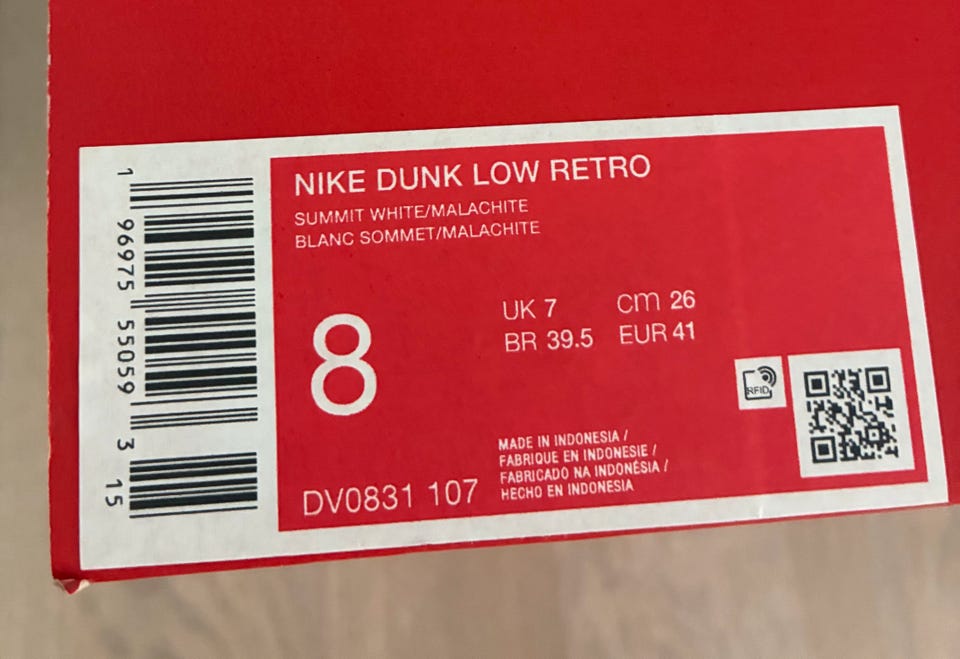 NIKE DUNK LOW RETRO
SUMMIT WHITE/MALACHITE
BLANC SOMMET/MALACHITE
8
UK 7 cm 26
BR 39.5 EUR 41
RFID
MADE IN INDONESIA /
FABRIQUE EN INDONESIE /
FABRICADO NA INDONÉSIA /
HECHO EN INDONESIA
DV0831 107
1 96975 55059 3 15